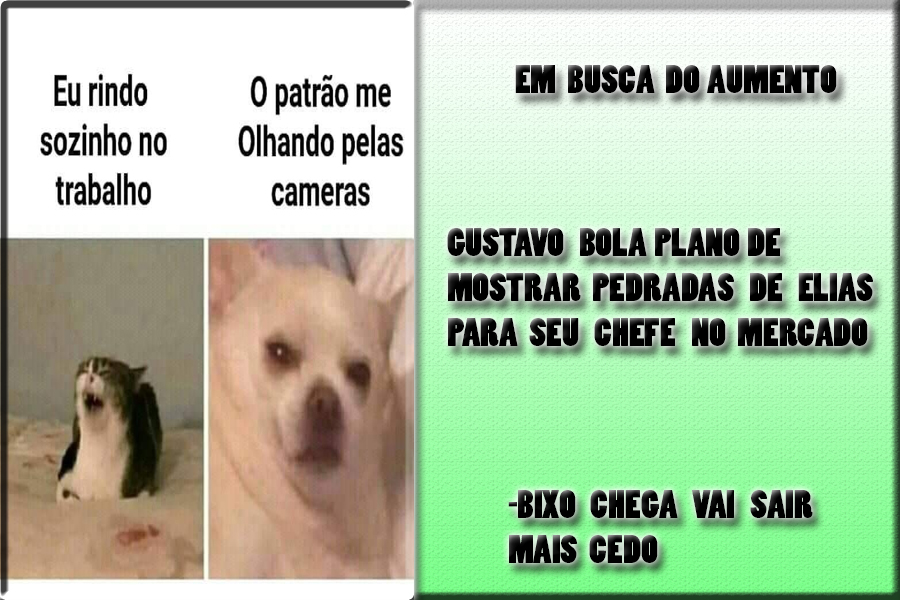 Eu rindo
sozinho no
trabalho
O patrão me
Olhando pelas
cameras
EM BUSCA DO AUMENTO
GUSTAVO BOLA PLANO DE
MOSTRAR PEDRADAS DE ELIAS
PARA SEU CHEFE NO MERCADO
-BIXO CHEGA VAI SAIR
MAIS CEDO